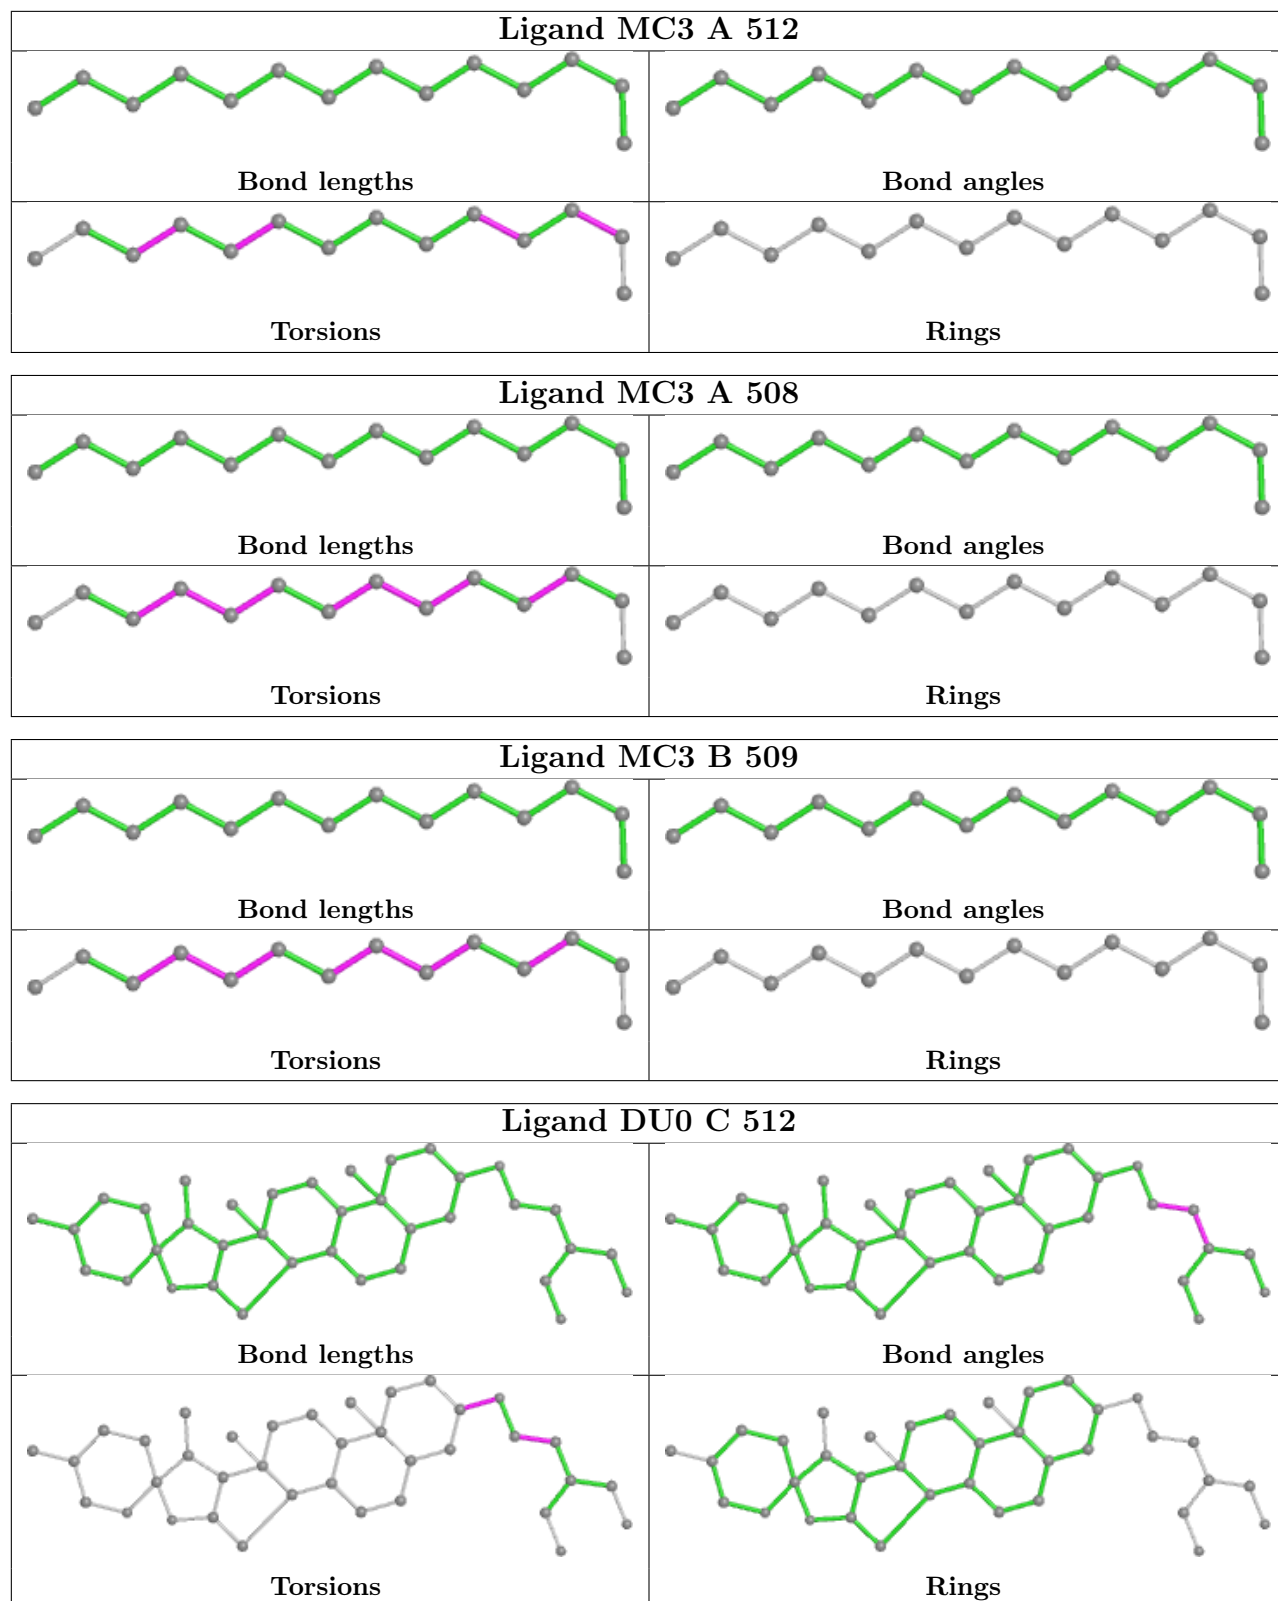 Ligand MC3 A 512
Bond lengths Bond angles
Torsions Rings
Ligand MC3 A 508
Bond lengths Bond angles
Torsions Rings
Ligand MC3 B 509
Bond lengths Bond angles
Torsions Rings
Ligand DU0 C 512
Bond lengths Bond angles
Torsions Rings